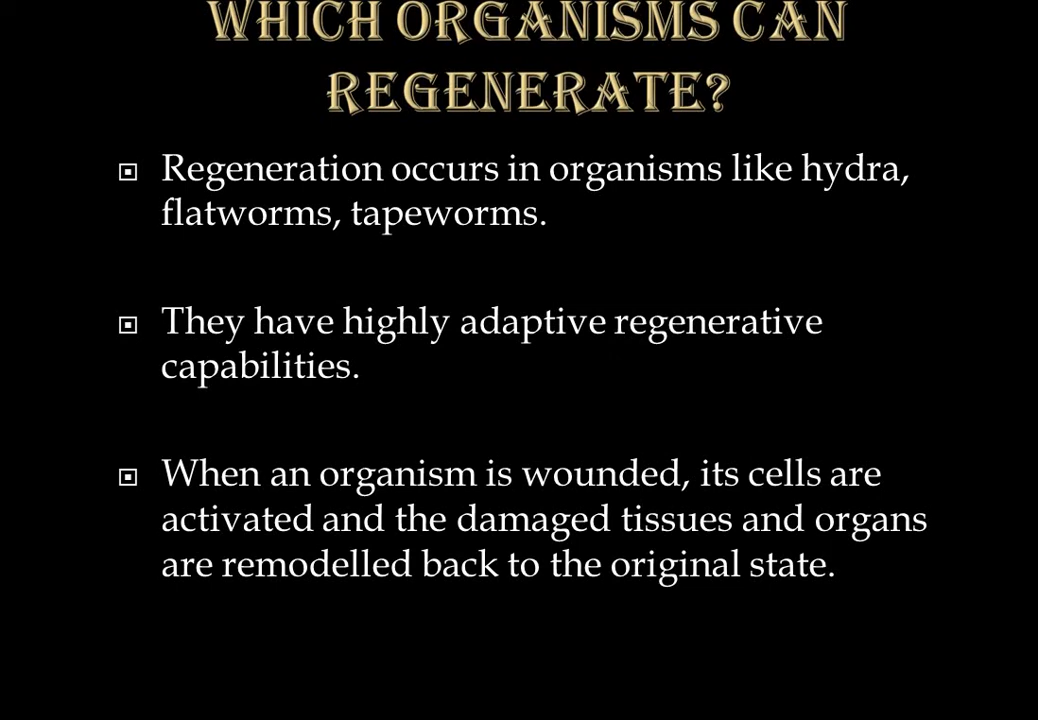 WHICH ORGANISMS CAN
REGENERATE?
Regeneration occurs in organisms like hydra,
flatworms, tapeworms.
They have highly adaptive regenerative
capabilities.
When an organism is wounded, its cells are
activated and the damaged tissues and organs
are remodelled back to the original state.